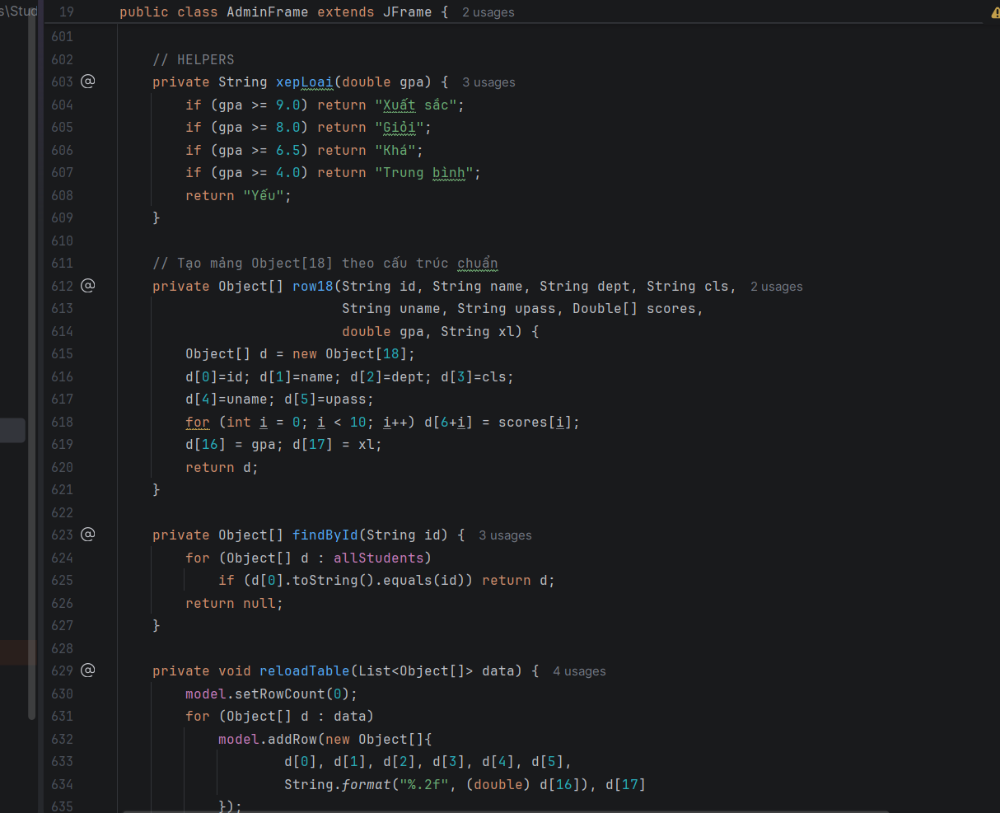 s\Stud
19 public class AdminFrame extends JFrame { 2 usages
601
602 // HELPERS
603 @ private String xepLoai(double gpa) { 3 usages
604 if (gpa >= 9.0) return "Xuất sắc";
605 if (gpa >= 8.0) return "Giỏi";
606 if (gpa >= 6.5) return "Khá";
607 if (gpa >= 4.0) return "Trung bình";
608 return "Yếu";
609 }
610
611 // Tạo mảng Object[18] theo cấu trúc chuẩn
612 @ private Object[] row18(String id, String name, String dept, String cls, 2 usages
613 String uname, String upass, Double[] scores,
614 double gpa, String xl) {
615 Object[] d = new Object[18];
616 d[0]=id; d[1]=name; d[2]=dept; d[3]=cls;
617 d[4]=uname; d[5]=upass;
618 for (int i = 0; i < 10; i++) d[6+i] = scores[i];
619 d[16] = gpa; d[17] = xl;
620 return d;
621 }
622
623 @ private Object[] findById(String id) { 3 usages
624 for (Object[] d : allStudents)
625 if (d[0].toString().equals(id)) return d;
626 return null;
627 }
628
629 @ private void reloadTable(List<Object[]> data) { 4 usages
630 model.setRowCount(0);
631 for (Object[] d : data)
632 model.addRow(new Object[]{
633 d[0], d[1], d[2], d[3], d[4], d[5],
634 String.format("%.2f", (double) d[16]), d[17]
635 });